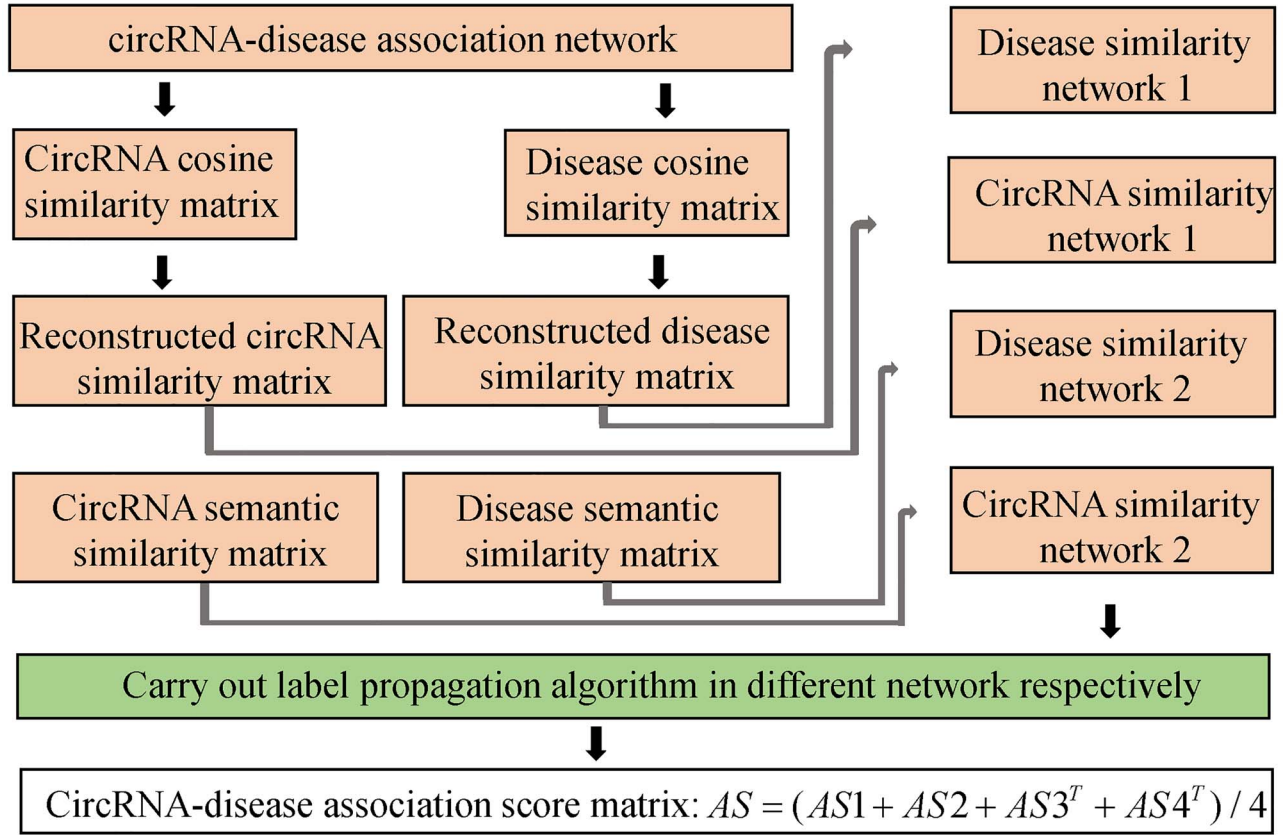 circRNA-disease association network
CircRNA cosine
similarity matrix
Disease cosine
similarity matrix
Reconstructed circRNA
similarity matrix
Reconstructed disease
similarity matrix
CircRNA semantic
similarity matrix
Disease semantic
similarity matrix
Disease similarity
network 1
CircRNA similarity
network 1
Disease similarity
network 2
CircRNA similarity
network 2
Carry out label propagation algorithm in different network respectively
CircRNA-disease association score matrix: AS = (AS1 + AS2 + AS3^T + AS4^T) / 4